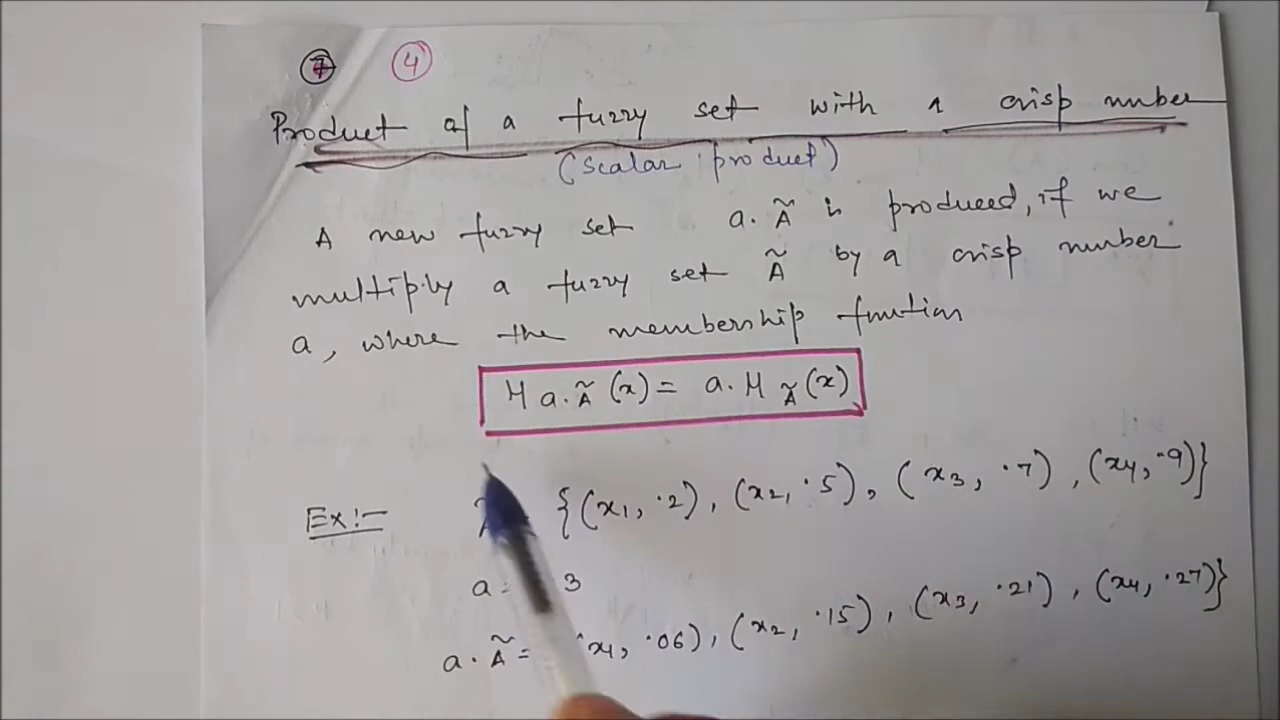 7 4
Product of a fuzzy set with a crisp number
(scalar product)
A new fuzzy set a. Ã is produced, if we
multiply a fuzzy set Ã by a crisp number
a, where the membership function
μ a.Ã (x) = a. μ Ã (x)
Ex:- {(x1, .2), (x2, .5), (x3, .7), (x4, .9)}
a = 3
a. Ã = (x1, .06), (x2, .15), (x3, .21), (x4, .27)}